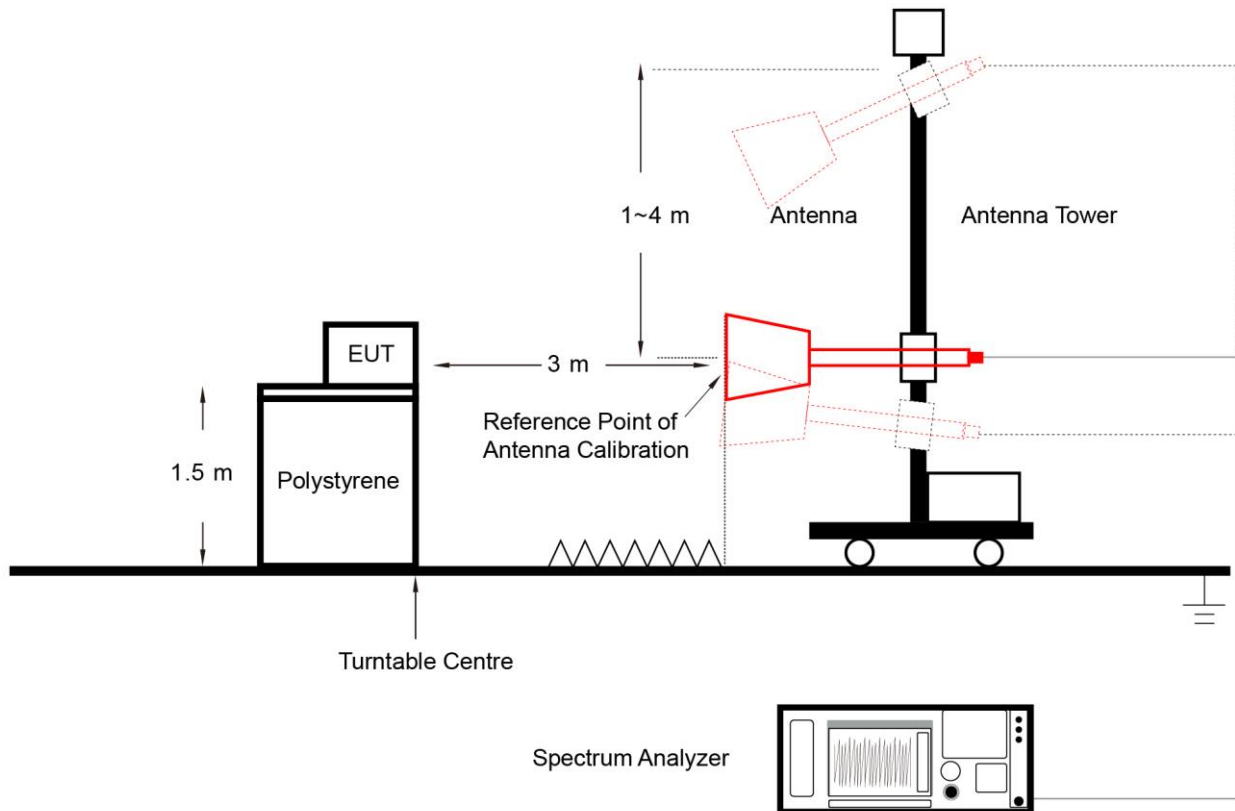 1~4 m
Antenna
Antenna Tower
EUT
3 m
Reference Point of
Antenna Calibration
1.5 m
Polystyrene
Turntable Centre
Spectrum Analyzer